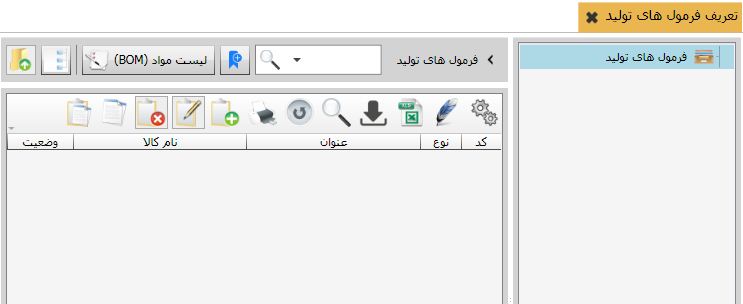 تعریف فرمول های تولید
فرمول های تولید
فرمول های تولید
لیست مواد (BOM)
کد
نوع
عنوان
نام کالا
وضعیت